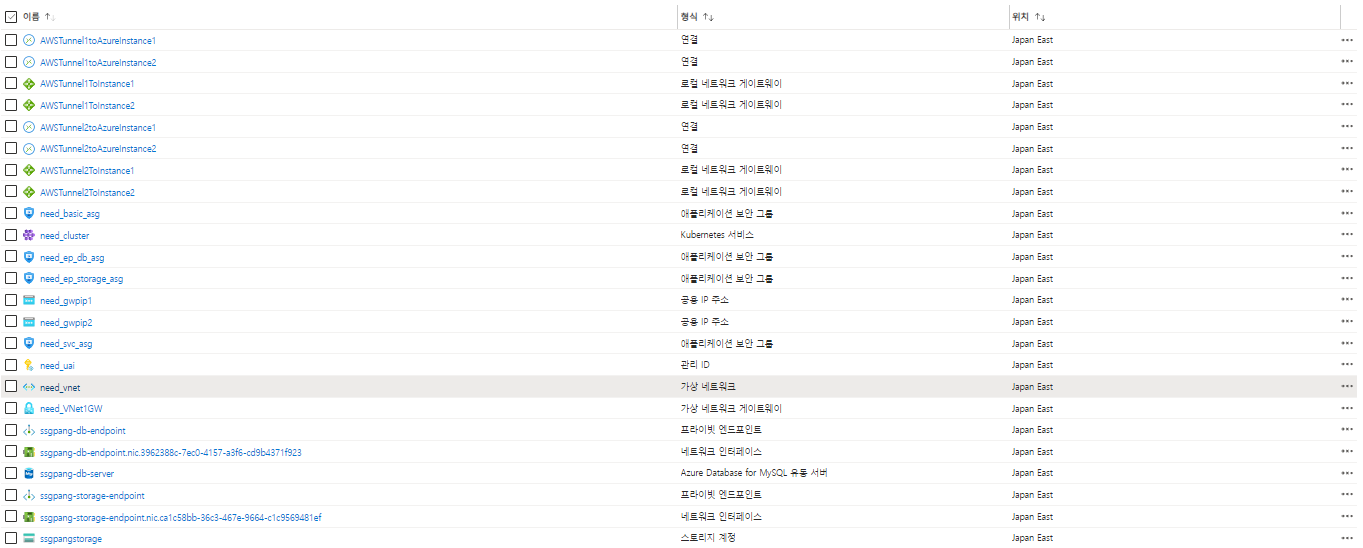 이름 ↑↓ 형식 ↑↓ 위치 ↑↓
AWSTunnel1toAzureInstance1 연결 Japan East
AWSTunnel1toAzureInstance2 연결 Japan East
AWSTunnel1ToInstance1 로컬 네트워크 게이트웨이 Japan East
AWSTunnel1ToInstance2 로컬 네트워크 게이트웨이 Japan East
AWSTunnel2toAzureInstance1 연결 Japan East
AWSTunnel2toAzureInstance2 연결 Japan East
AWSTunnel2ToInstance1 로컬 네트워크 게이트웨이 Japan East
AWSTunnel2ToInstance2 로컬 네트워크 게이트웨이 Japan East
need_basic_asg 애플리케이션 보안 그룹 Japan East
need_cluster Kubernetes 서비스 Japan East
need_ep_db_asg 애플리케이션 보안 그룹 Japan East
need_ep_storage_asg 애플리케이션 보안 그룹 Japan East
need_gwpip1 공용 IP 주소 Japan East
need_gwpip2 공용 IP 주소 Japan East
need_svc_asg 애플리케이션 보안 그룹 Japan East
need_uai 관리 ID Japan East
need_vnet 가상 네트워크 Japan East
need_VNet1GW 가상 네트워크 게이트웨이 Japan East
ssgpang-db-endpoint 프라이빗 엔드포인트 Japan East
ssgpang-db-endpoint.nic.3962388c-7ec0-4157-a3f6-cd9b4371f923 네트워크 인터페이스 Japan East
ssgpang-db-server Azure Database for MySQL 유동 서버 Japan East
ssgpang-storage-endpoint 프라이빗 엔드포인트 Japan East
ssgpang-storage-endpoint.nic.ca1c58bb-36c3-467e-9664-c1c9569481ef 네트워크 인터페이스 Japan East
ssgpangstorage 스토리지 계정 Japan East